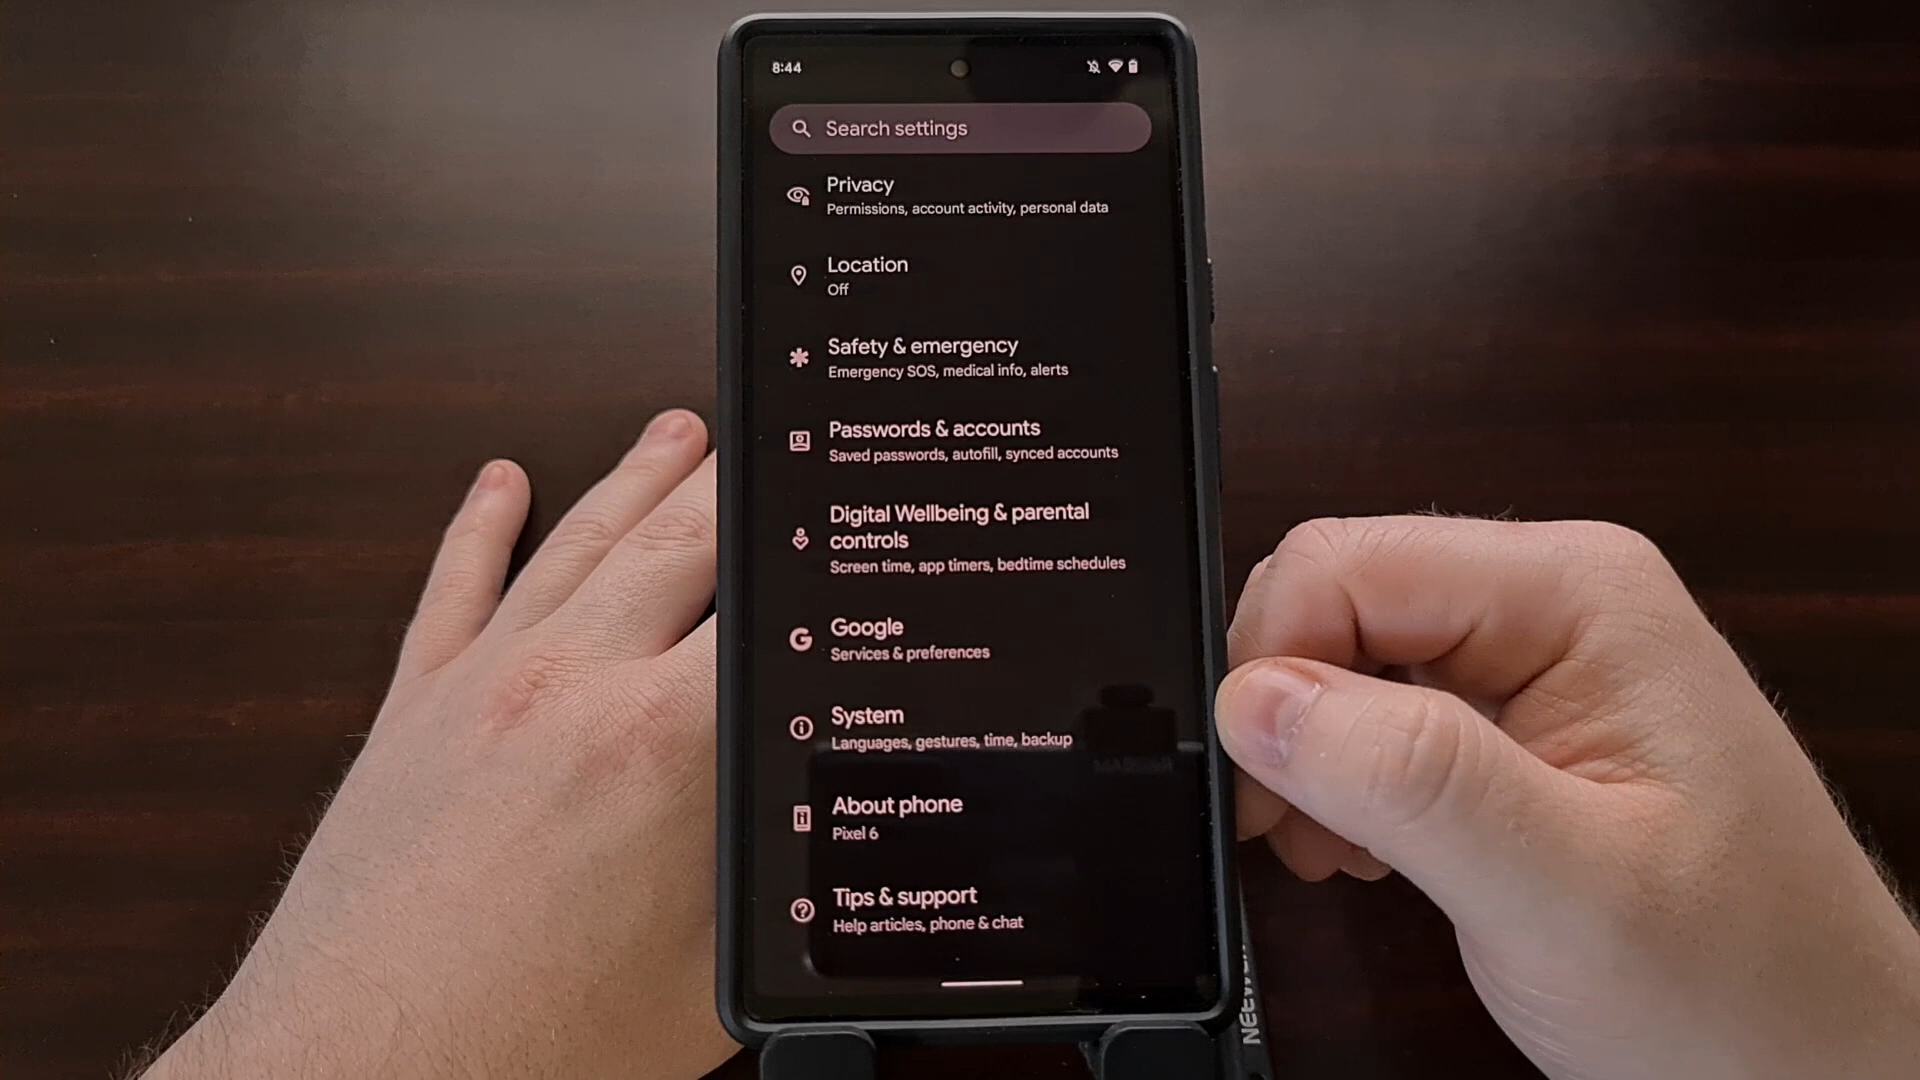 8:44
Search settings
Privacy
Permissions, account activity, personal data
Location
Off
Safety & emergency
Emergency SOS, medical info, alerts
Passwords & accounts
Saved passwords, autofill, synced accounts
Digital Wellbeing & parental
controls
Screen time, app timers, bedtime schedules
Google
Services & preferences
System
Languages, gestures, time, backup
About phone
Pixel 6
Tips & support
Help articles, phone & chat